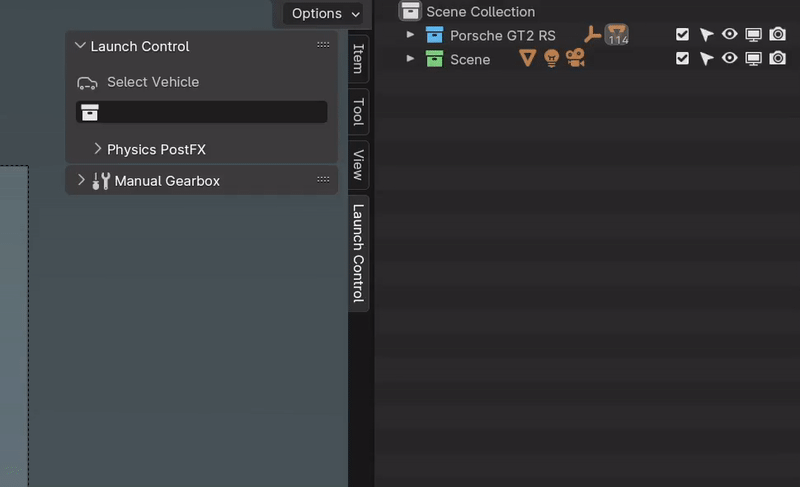 Options
Launch Control
Select Vehicle
Physics PostFX
Manual Gearbox
Item
Tool
View
Launch Control
Scene Collection
Porsche GT2 RS
114
Scene